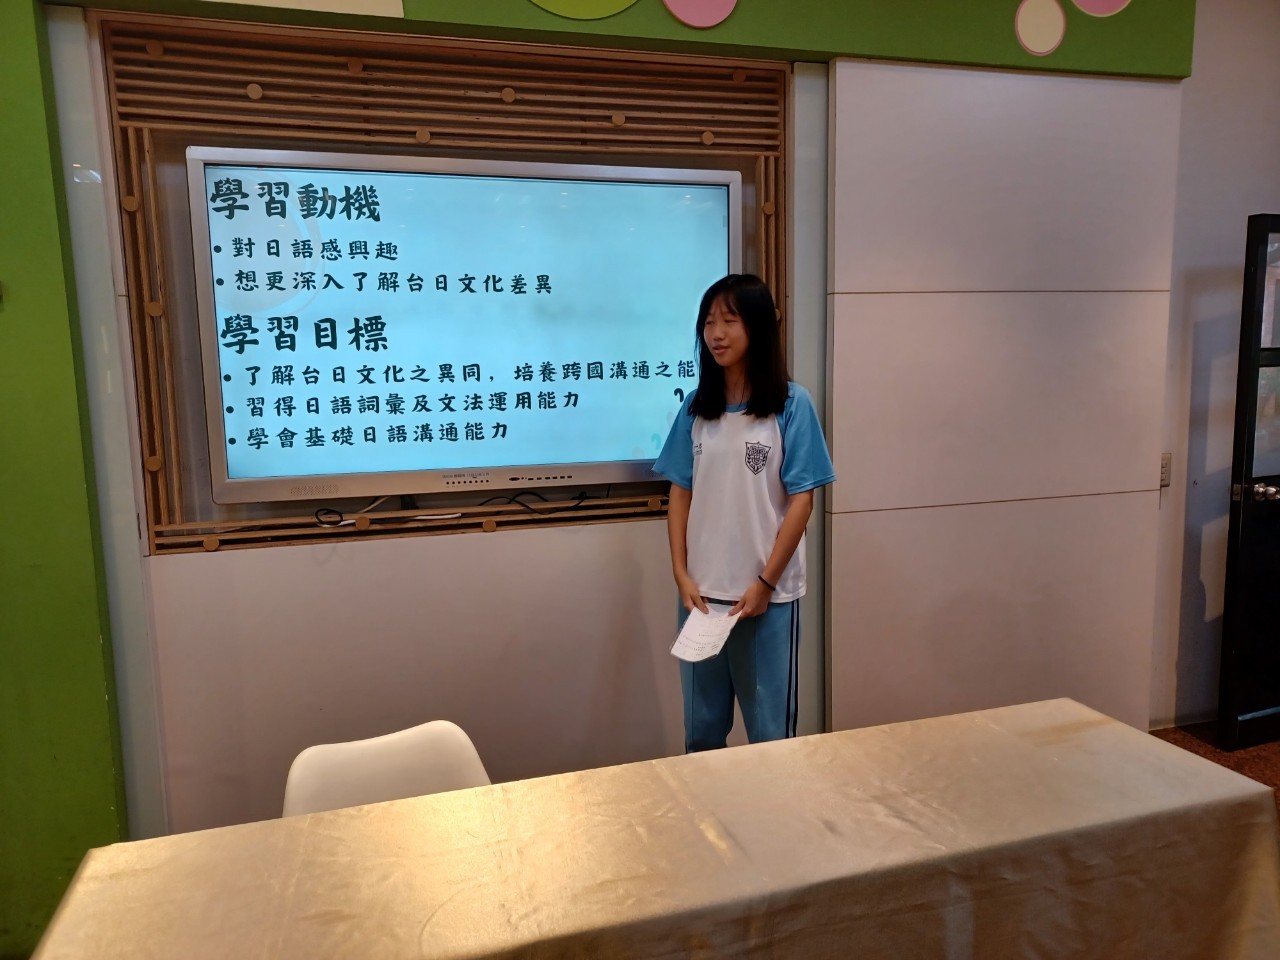 學習動機
• 對日語感興趣
• 想更深入了解台日文化差異
學習目標
• 了解台日文化之異同，培養跨國溝通之能
• 習得日語詞彙及文法運用能力
• 學會基礎日語溝通能力